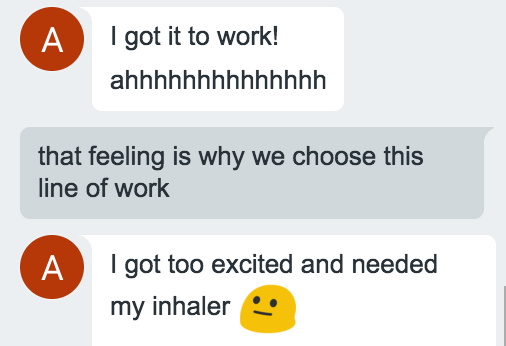 A
I got it to work!
ahhhhhhhhhhhhhhh
that feeling is why we choose this
line of work
A
I got too excited and needed
my inhaler